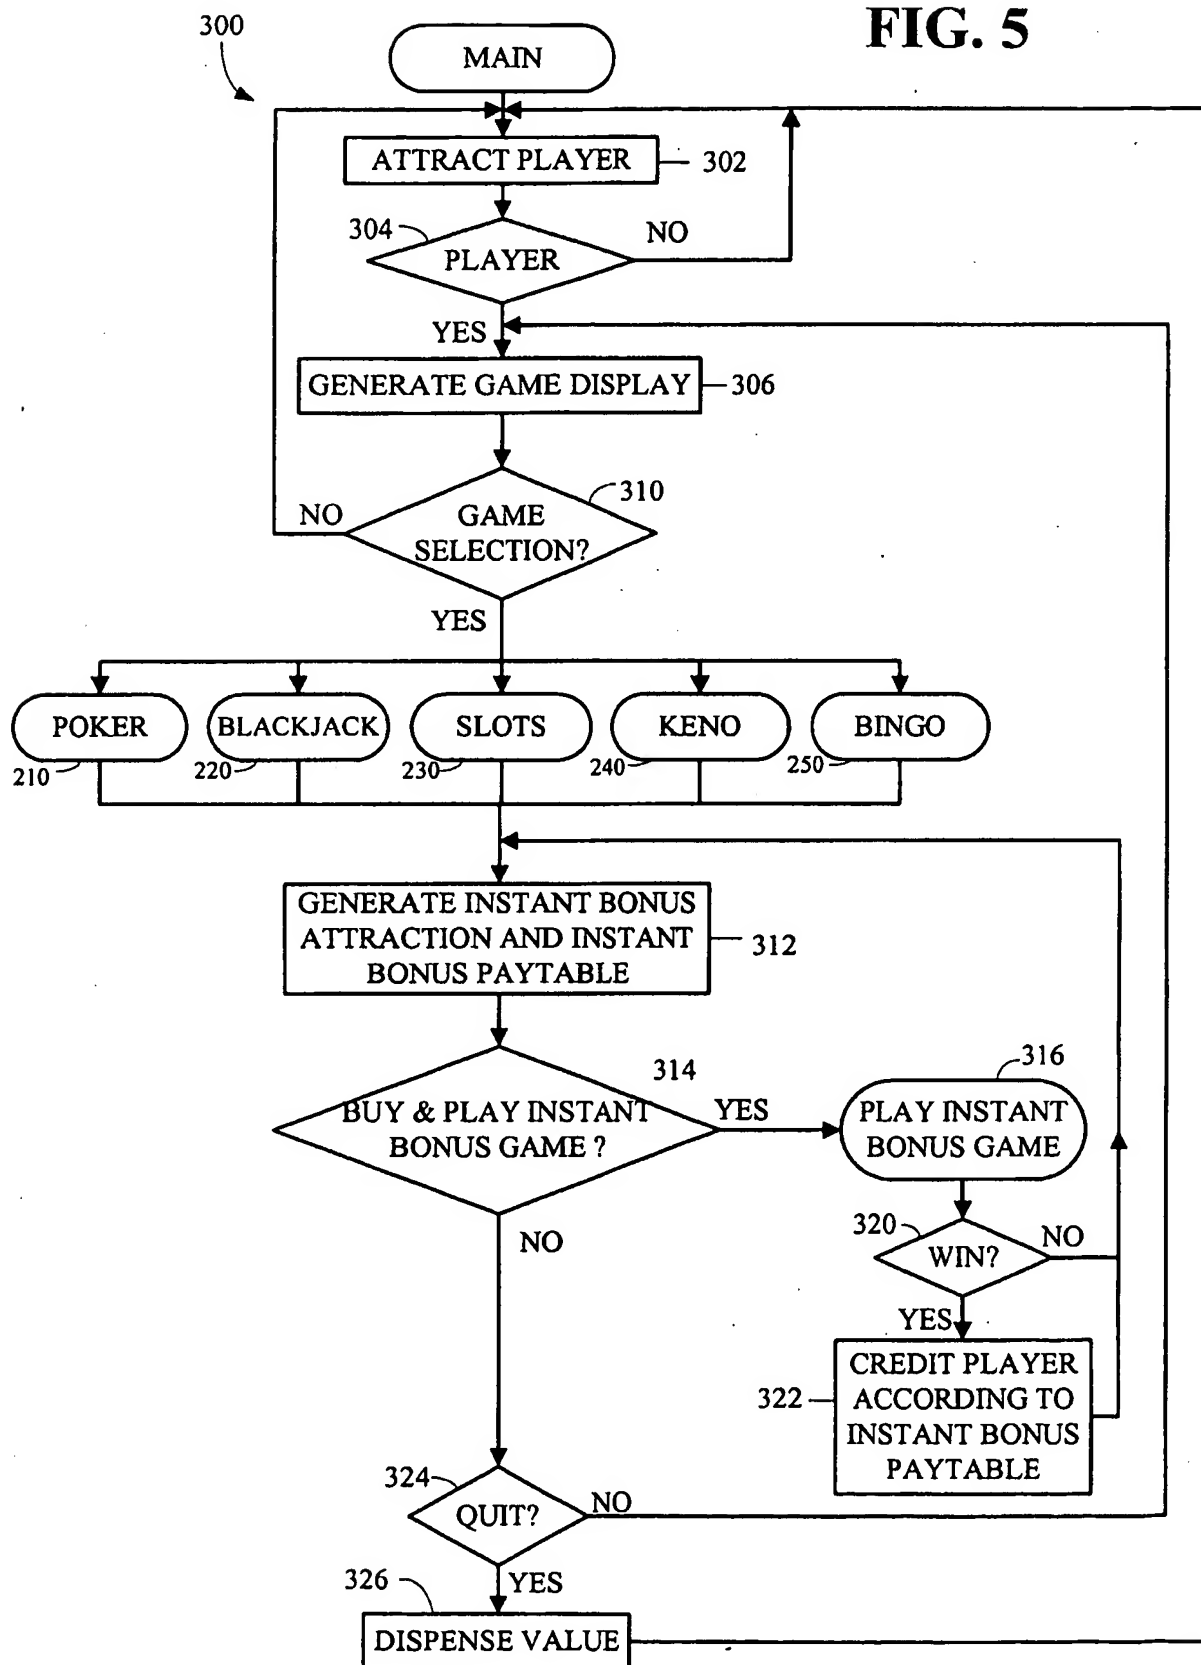 FIG. 5
300
MAIN
ATTRACT PLAYER
302
304
PLAYER
NO
YES
GENERATE GAME DISPLAY
306
310
NO
GAME
SELECTION?
YES
POKER
BLACKJACK
SLOTS
KENO
BINGO
210
220
230
240
250
GENERATE INSTANT BONUS
ATTRACTION AND INSTANT
BONUS PAYTABLE
312
314
BUY & PLAY INSTANT
BONUS GAME ?
YES
316
PLAY INSTANT
BONUS GAME
NO
320
WIN?
NO
YES
322
CREDIT PLAYER
ACCORDING TO
INSTANT BONUS
PAYTABLE
324
QUIT?
NO
YES
326
DISPENSE VALUE